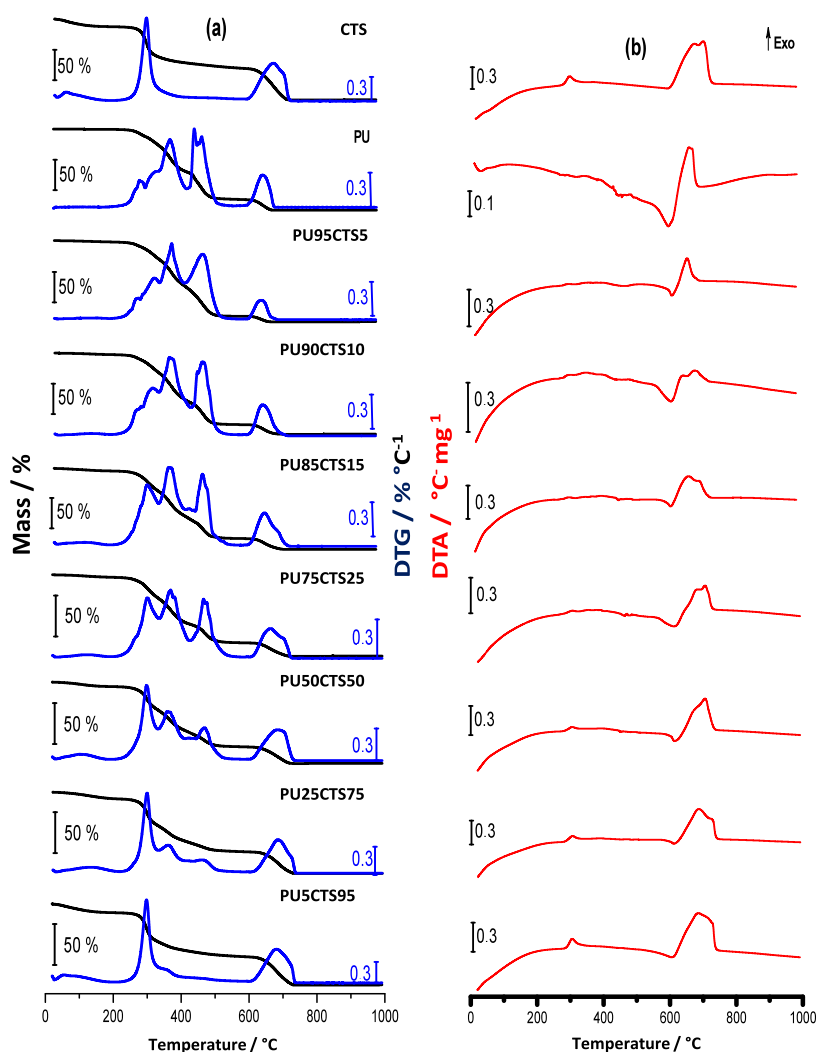 (a)
CTS
50 %
0.3
PU
50 %
0.3
PU95CTS5
50 %
0.3
PU90CTS10
50 %
0.3
PU85CTS15
50 %
0.3
PU75CTS25
50 %
0.3
PU50CTS50
50 %
0.3
PU25CTS75
50 %
0.3
PU5CTS95
50 %
0.3
Mass / %
DTG / % °C-1
0 200 400 600 800 1000
Temperature / °C
(b)
Exo
0.3
0.1
0.3
0.3
0.3
0.3
0.3
0.3
0.3
DTA / °C- mg1
0 200 400 600 800 1000
Temperature / °C